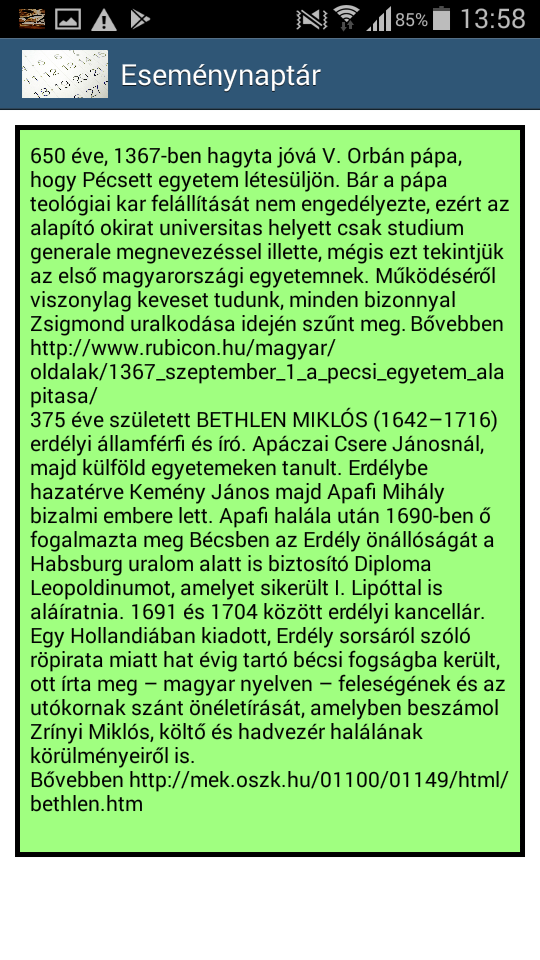 85% 13:58
Eseménynaptár
650 éve, 1367-ben hagyta jóvá V. Orbán pápa,
hogy Pécsett egyetem létesüljön. Bár a pápa
teológiai kar felállítását nem engedélyezte, ezért az
alapító okirat universitas helyett csak studium
generale megnevezéssel illette, mégis ezt tekintjük
az első magyarországi egyetemnek. Működéséről
viszonylag keveset tudunk, minden bizonnyal
Zsigmond uralkodása idején szűnt meg. Bővebben
http://www.rubicon.hu/magyar/
oldalak/1367_szeptember_1_a_pecsi_egyetem_ala
pitasa/
375 éve született BETHLEN MIKLÓS (1642–1716)
erdélyi államférfi és író. Apáczai Csere Jánosnál,
majd külföld egyetemeken tanult. Erdélybe
hazatérve Kemény János majd Apafi Mihály
bizalmi embere lett. Apafi halála után 1690-ben ő
fogalmazta meg Bécsben az Erdély önállóságát a
Habsburg uralom alatt is biztosító Diploma
Leopoldinumot, amelyet sikerült I. Lipóttal is
aláíratnia. 1691 és 1704 között erdélyi kancellár.
Egy Hollandiában kiadott, Erdély sorsáról szóló
röpirata miatt hat évig tartó bécsi fogságba került,
ott írta meg – magyar nyelven – feleségének és az
utókornak szánt önéletírását, amelyben beszámol
Zrínyi Miklós, költő és hadvezér halálának
körülményeiről is.
Bővebben http://mek.oszk.hu/01100/01149/html/
bethlen.htm